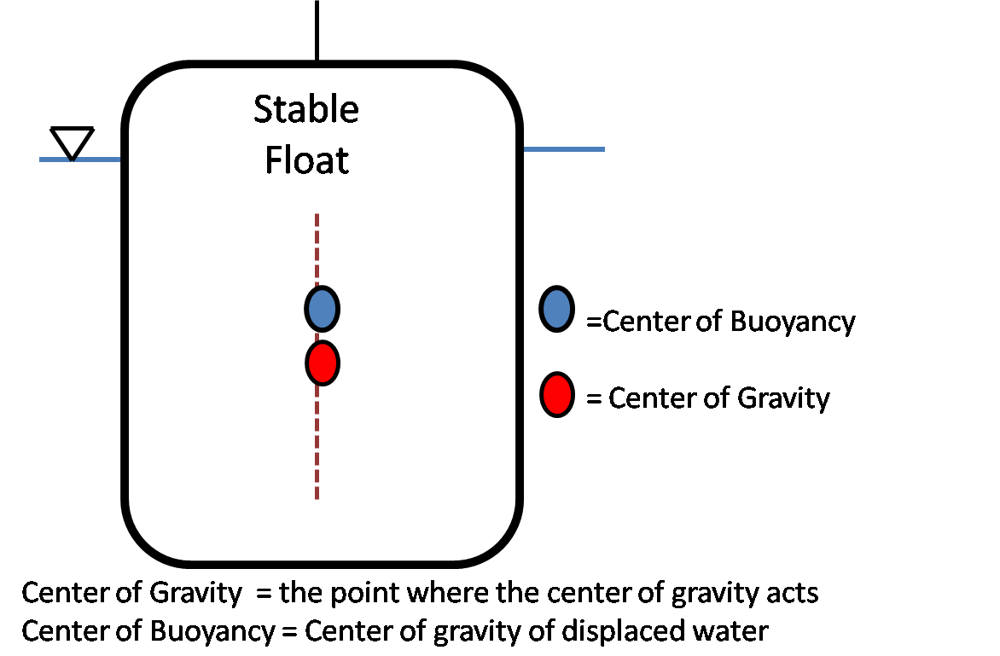 Stable
Float
=Center of Buoyancy
= Center of Gravity
Center of Gravity  = the point where the center of gravity acts
Center of Buoyancy = Center of gravity of displaced water